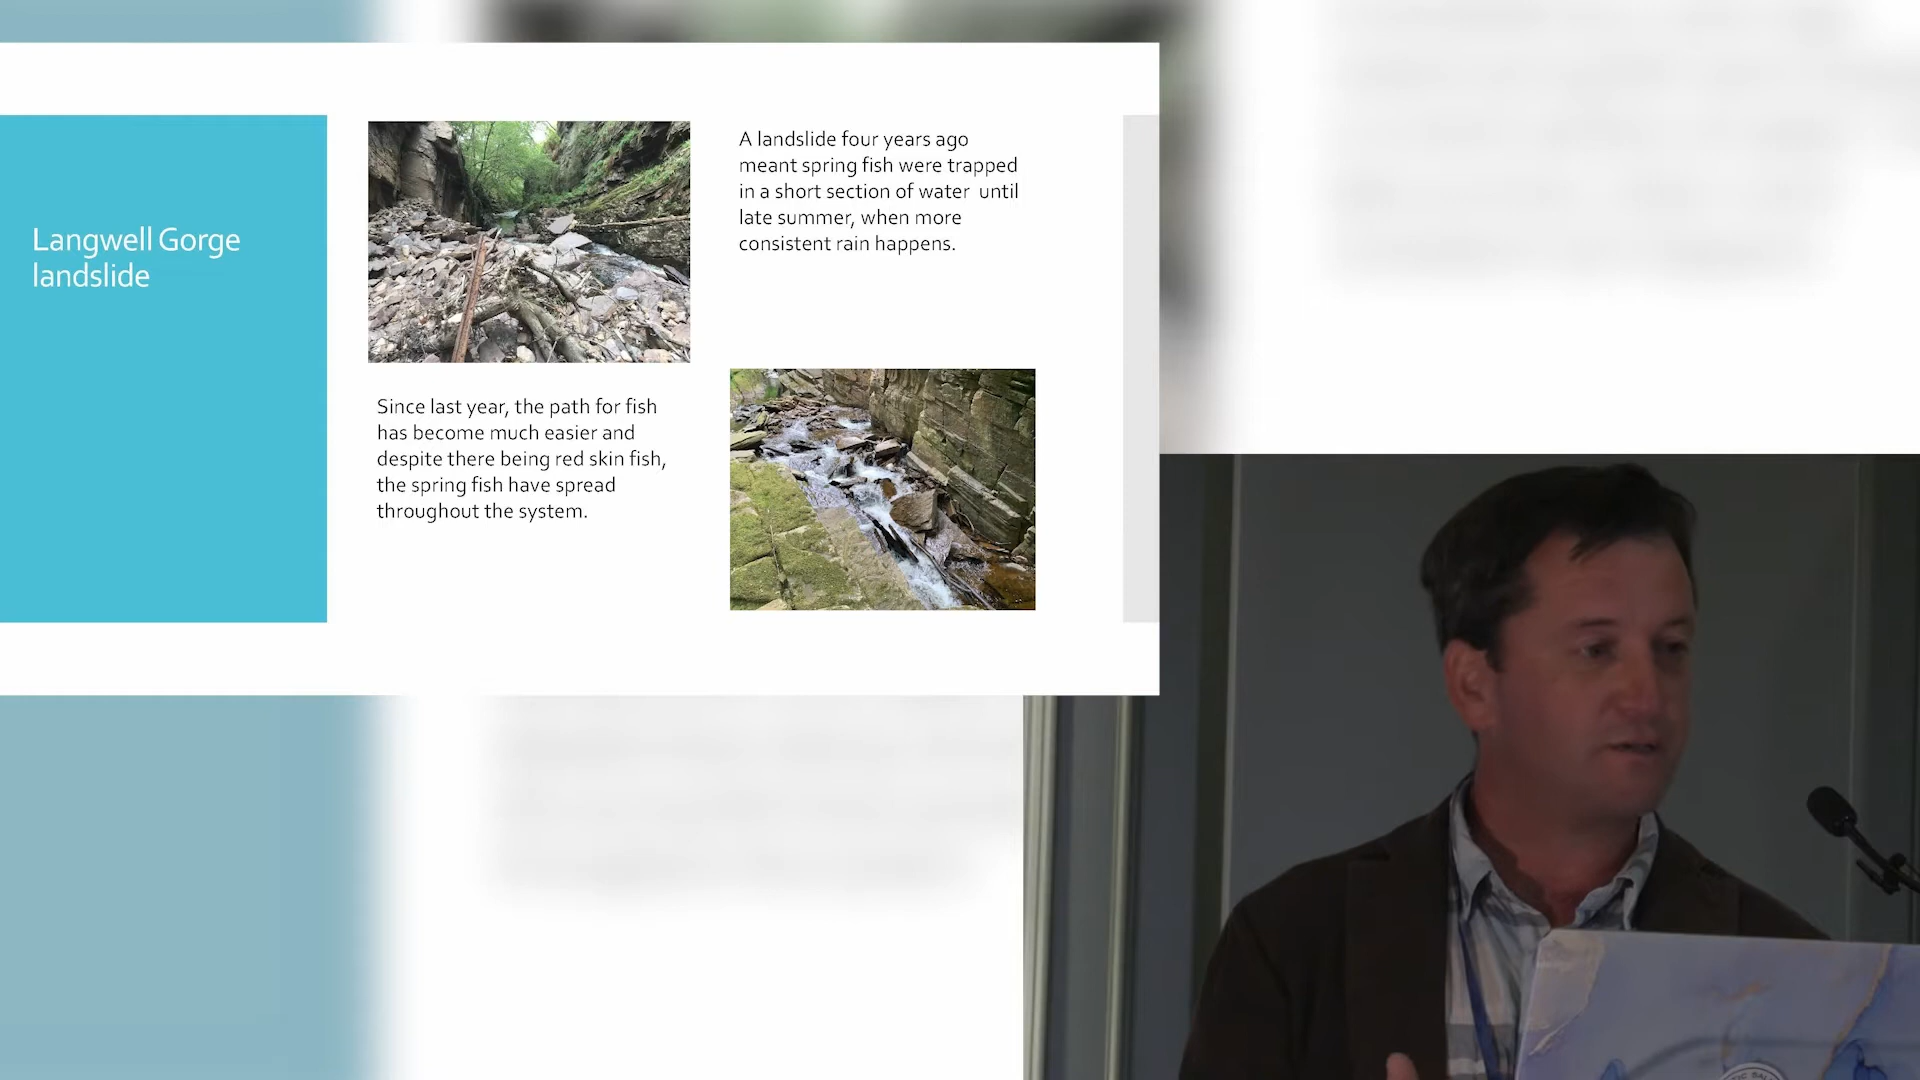 Langwell Gorge
landslide
A landslide four years ago
meant spring fish were trapped
in a short section of water until
late summer, when more
consistent rain happens.
Since last year, the path for fish
has become much easier and
despite there being red skin fish,
the spring fish have spread
throughout the system.